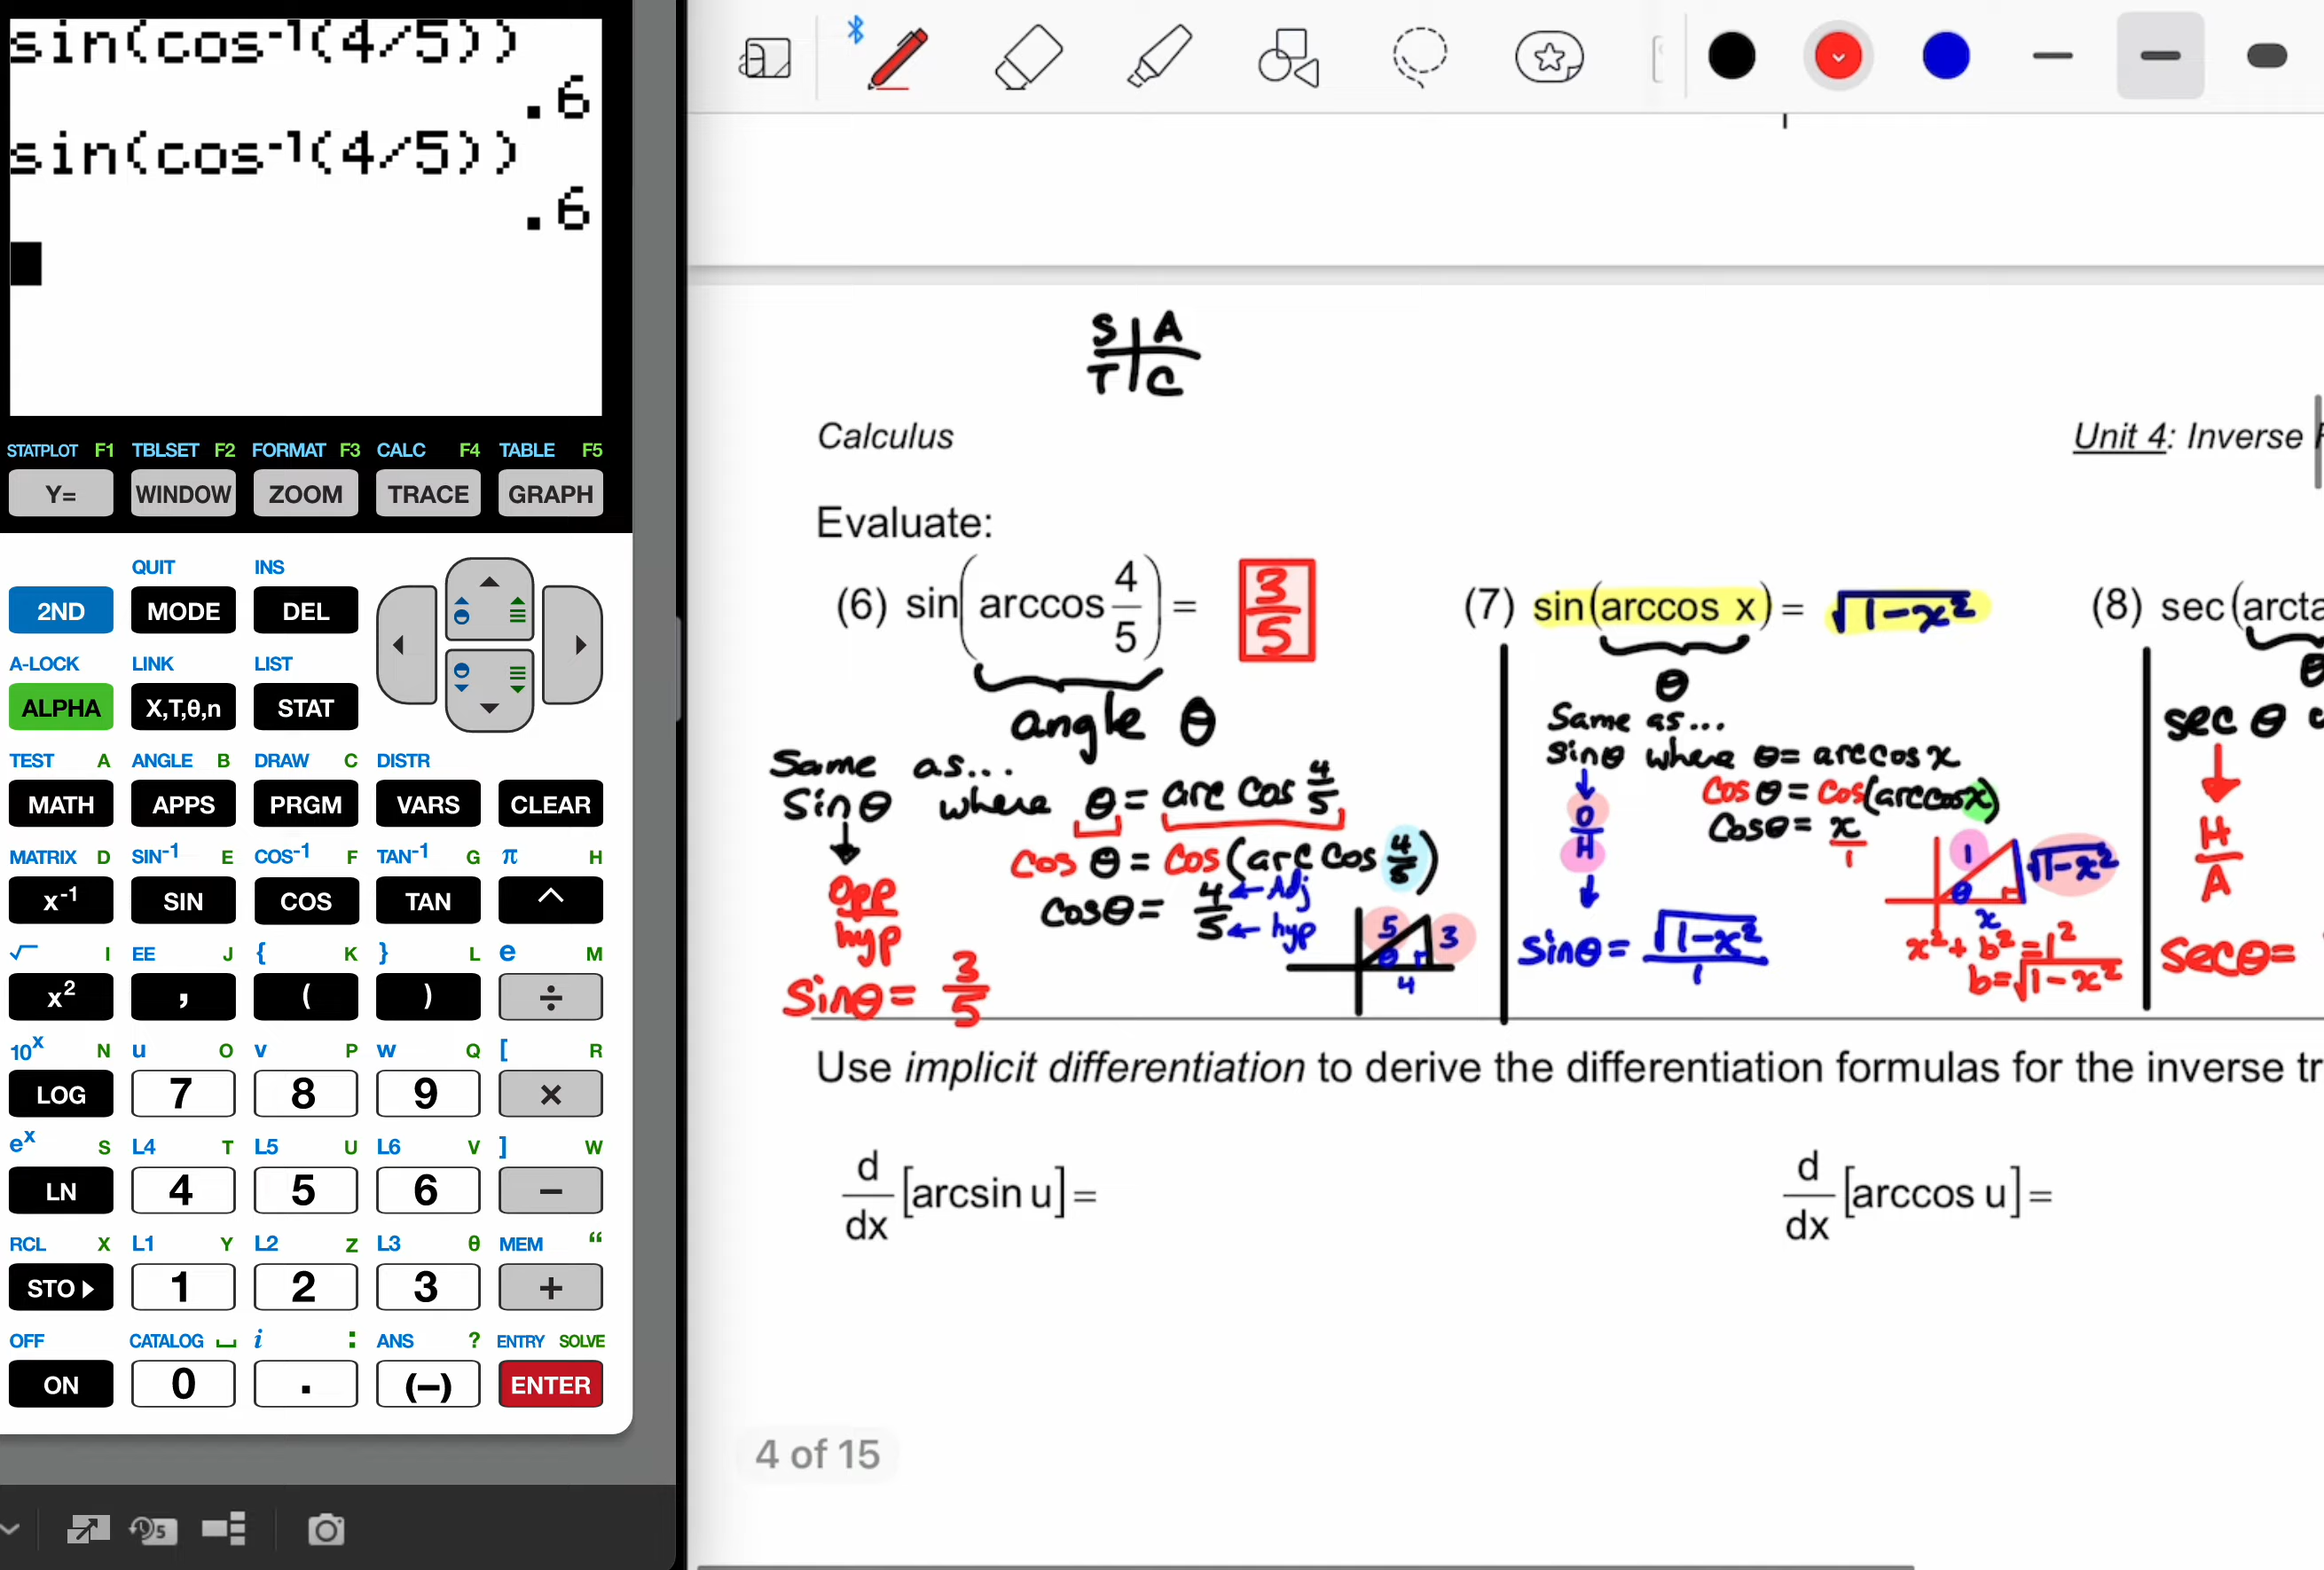 sin(cos⁻¹(4/5))
.6
sin(cos⁻¹(4/5))
.6
STATPLOT F1 TBLSET F2 FORMAT F3 CALC F4 TABLE F5
Y= WINDOW ZOOM TRACE GRAPH
QUIT INS
2ND MODE DEL
A-LOCK LINK LIST
ALPHA X,T,θ,n STAT
TEST A ANGLE B DRAW C DISTR
MATH APPS PRGM VARS CLEAR
MATRIX D SIN⁻¹ E COS⁻¹ F TAN⁻¹ G π H
x⁻¹ SIN COS TAN ^
√ I EE J { K } L e M
x² , ( ) ÷
10ˣ N u O v P w Q [ R
LOG 7 8 9 ×
eˣ S L4 T L5 U L6 V ] W
LN 4 5 6 −
RCL X L1 Y L2 Z L3 θ MEM “
STO▸ 1 2 3 +
OFF CATALOG ⎵ i : ANS ? ENTRY SOLVE
ON 0 . (–) ENTER
5
S A
T C
Calculus
Unit 4: Inverse
Evaluate:
(6) sin(arccos 4/5) = 3/5
angle θ
Same as...
sinθ where θ = arc cos 4/5
cos θ = cos (arc cos 4/5)
cosθ = 4/5 ← Adj ← hyp
opp
hyp
sinθ = 3/5
5 3
θ
4
(7) sin(arccos x) = √1-x²
θ
Same as...
sinθ where θ = arccos x
cos θ = cos(arccos x)
cosθ = x/1
O
H
sinθ = √1-x²/1
1 √1-x²
θ
x
x² + b² = 1²
b = √1-x²
(8) sec(arcta
θ
sec θ
H
A
secθ =
Use implicit differentiation to derive the differentiation formulas for the inverse tr
d/dx [arcsin u] =
d/dx [arccos u] =
4 of 15